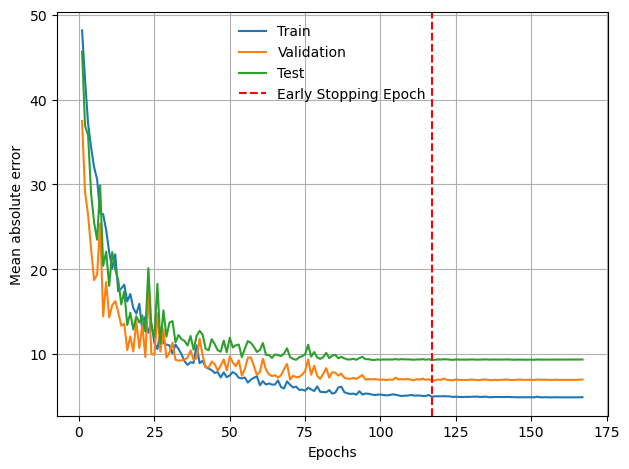 50
40
30
20
10
Mean absolute error
Train
Validation
Test
Early Stopping Epoch
0 25 50 75 100 125 150 175
Epochs